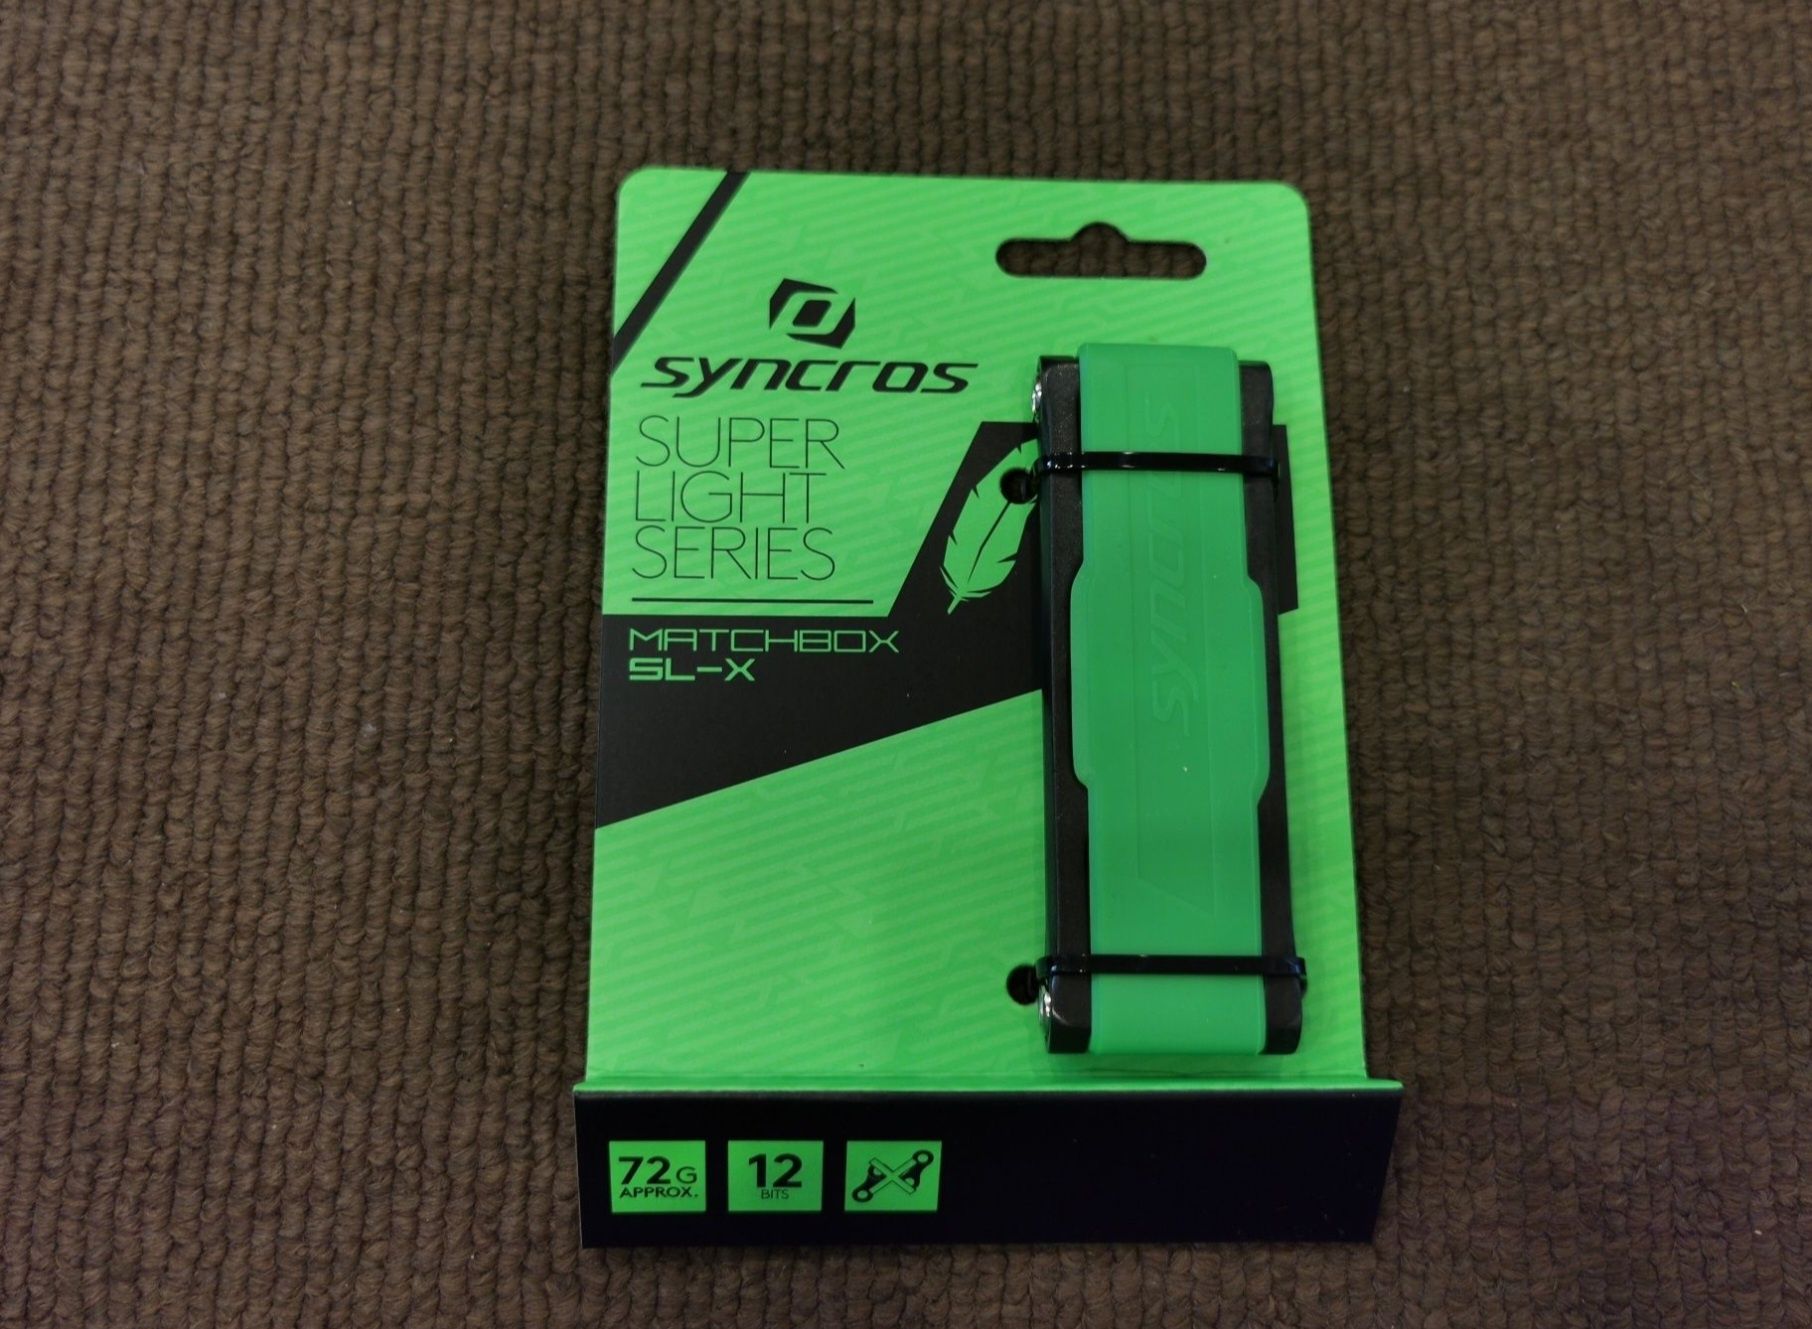 syncros
SUPER
LIGHT
SERIES
MATCHBOX
SL-X
syncros
72G
APPROX.
12
BITS